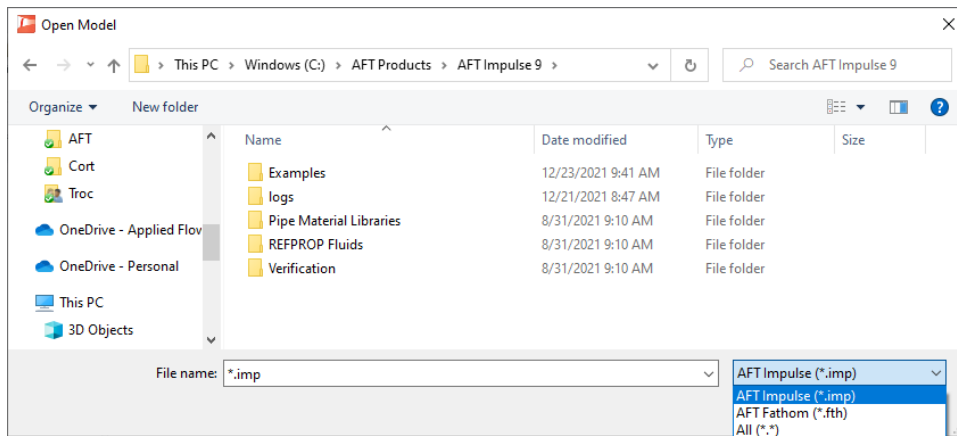 Open Model
This PC > Windows (C:) > AFT Products > AFT Impulse 9 >
Search AFT Impulse 9
Organize
New folder
?
AFT
Cort
Troc
OneDrive - Applied Flov
OneDrive - Personal
This PC
3D Objects
Name Date modified Type Size
Examples 12/23/2021 9:41 AM File folder
logs 12/21/2021 8:47 AM File folder
Pipe Material Libraries 8/31/2021 9:10 AM File folder
REFPROP Fluids 8/31/2021 9:10 AM File folder
Verification 8/31/2021 9:10 AM File folder
File name: *.imp
AFT Impulse (*.imp)
AFT Impulse (*.imp)
AFT Fathom (*.fth)
All (*.*)